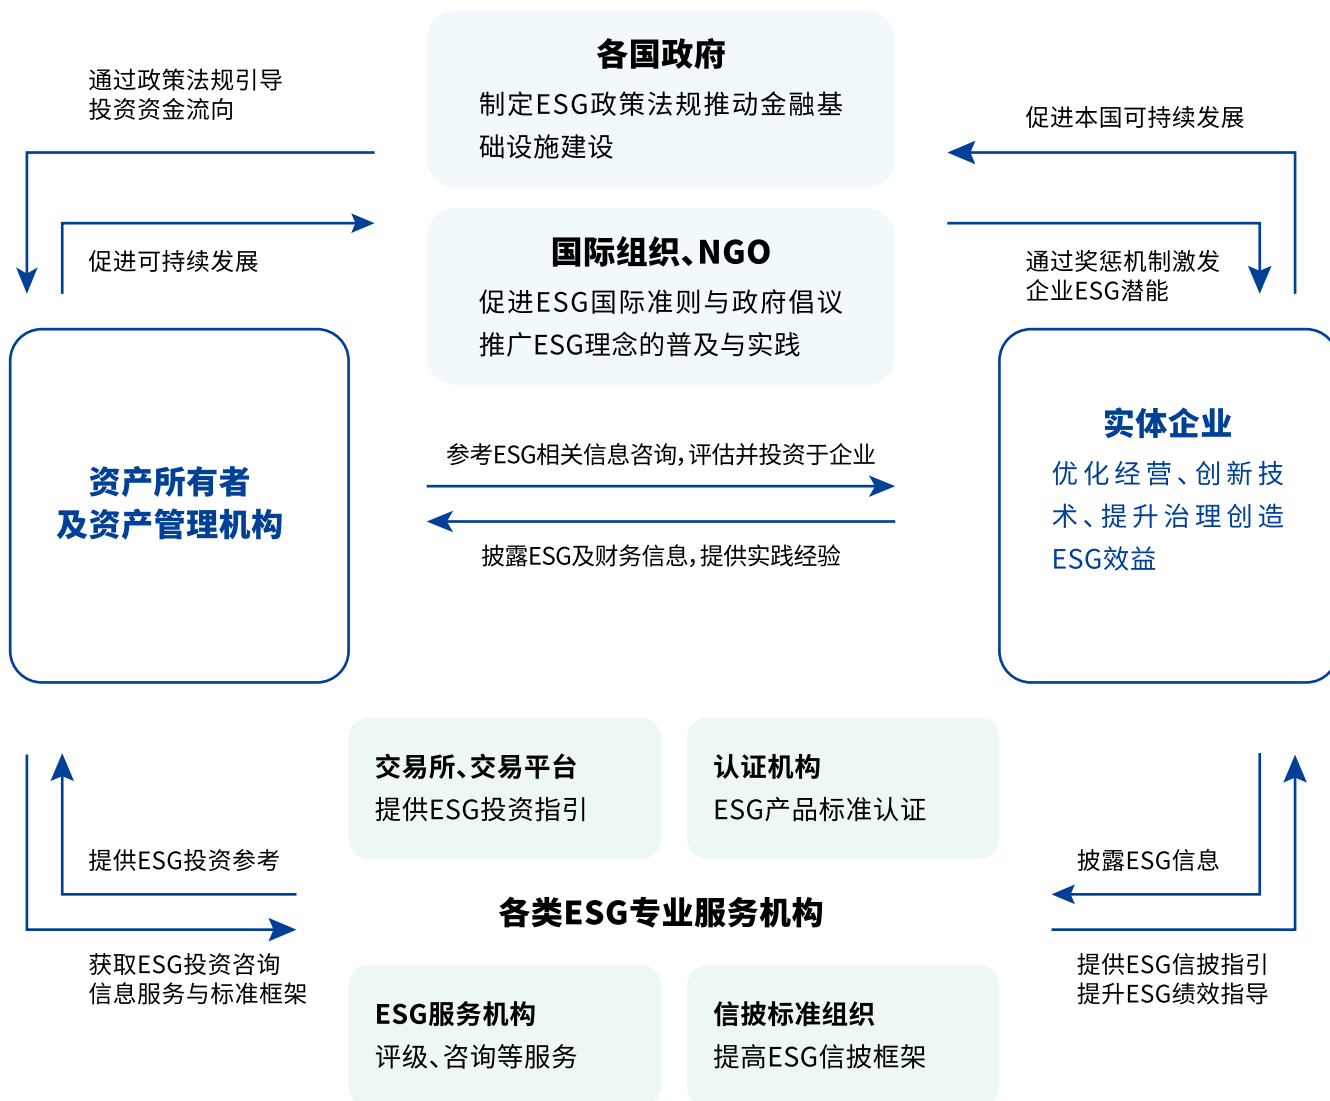 各国政府
制定ESG政策法规推动金融基
础设施建设
通过政策法规引导
投资资金流向
促进本国可持续发展
国际组织、NGO
促进ESG国际准则与政府倡议
推广ESG理念的普及与实践
促进可持续发展
通过奖惩机制激发
企业ESG潜能
资产所有者
及资产管理机构
参考ESG相关信息咨询，评估并投资于企业
披露ESG及财务信息，提供实践经验
实体企业
优化经营、创新技
术、提升治理创造
ESG效益
交易所、交易平台
提供ESG投资指引
认证机构
ESG产品标准认证
提供ESG投资参考
披露ESG信息
各类ESG专业服务机构
获取ESG投资咨询
信息服务与标准框架
提供ESG信披指引
提升ESG绩效指导
ESG服务机构
评级、咨询等服务
信披标准组织
提高ESG信披框架